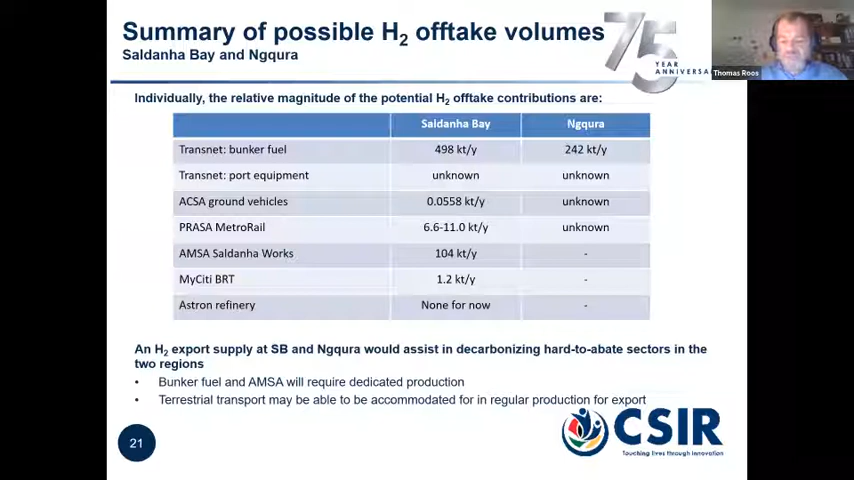 Summary of possible H2 offtake volumes
Saldanha Bay and Ngqura
75
YEAR
ANNIVERSA
Thomas Roos
Individually, the relative magnitude of the potential H2 offtake contributions are:
Saldanha Bay Ngqura
Transnet: bunker fuel 498 kt/y 242 kt/y
Transnet: port equipment unknown unknown
ACSA ground vehicles 0.0558 kt/y unknown
PRASA MetroRail 6.6-11.0 kt/y unknown
AMSA Saldanha Works 104 kt/y -
MyCiti BRT 1.2 kt/y -
Astron refinery None for now -
An H2 export supply at SB and Ngqura would assist in decarbonizing hard-to-abate sectors in the
two regions
• Bunker fuel and AMSA will require dedicated production
• Terrestrial transport may be able to be accommodated for in regular production for export
CSIR
Touching lives through innovation
21